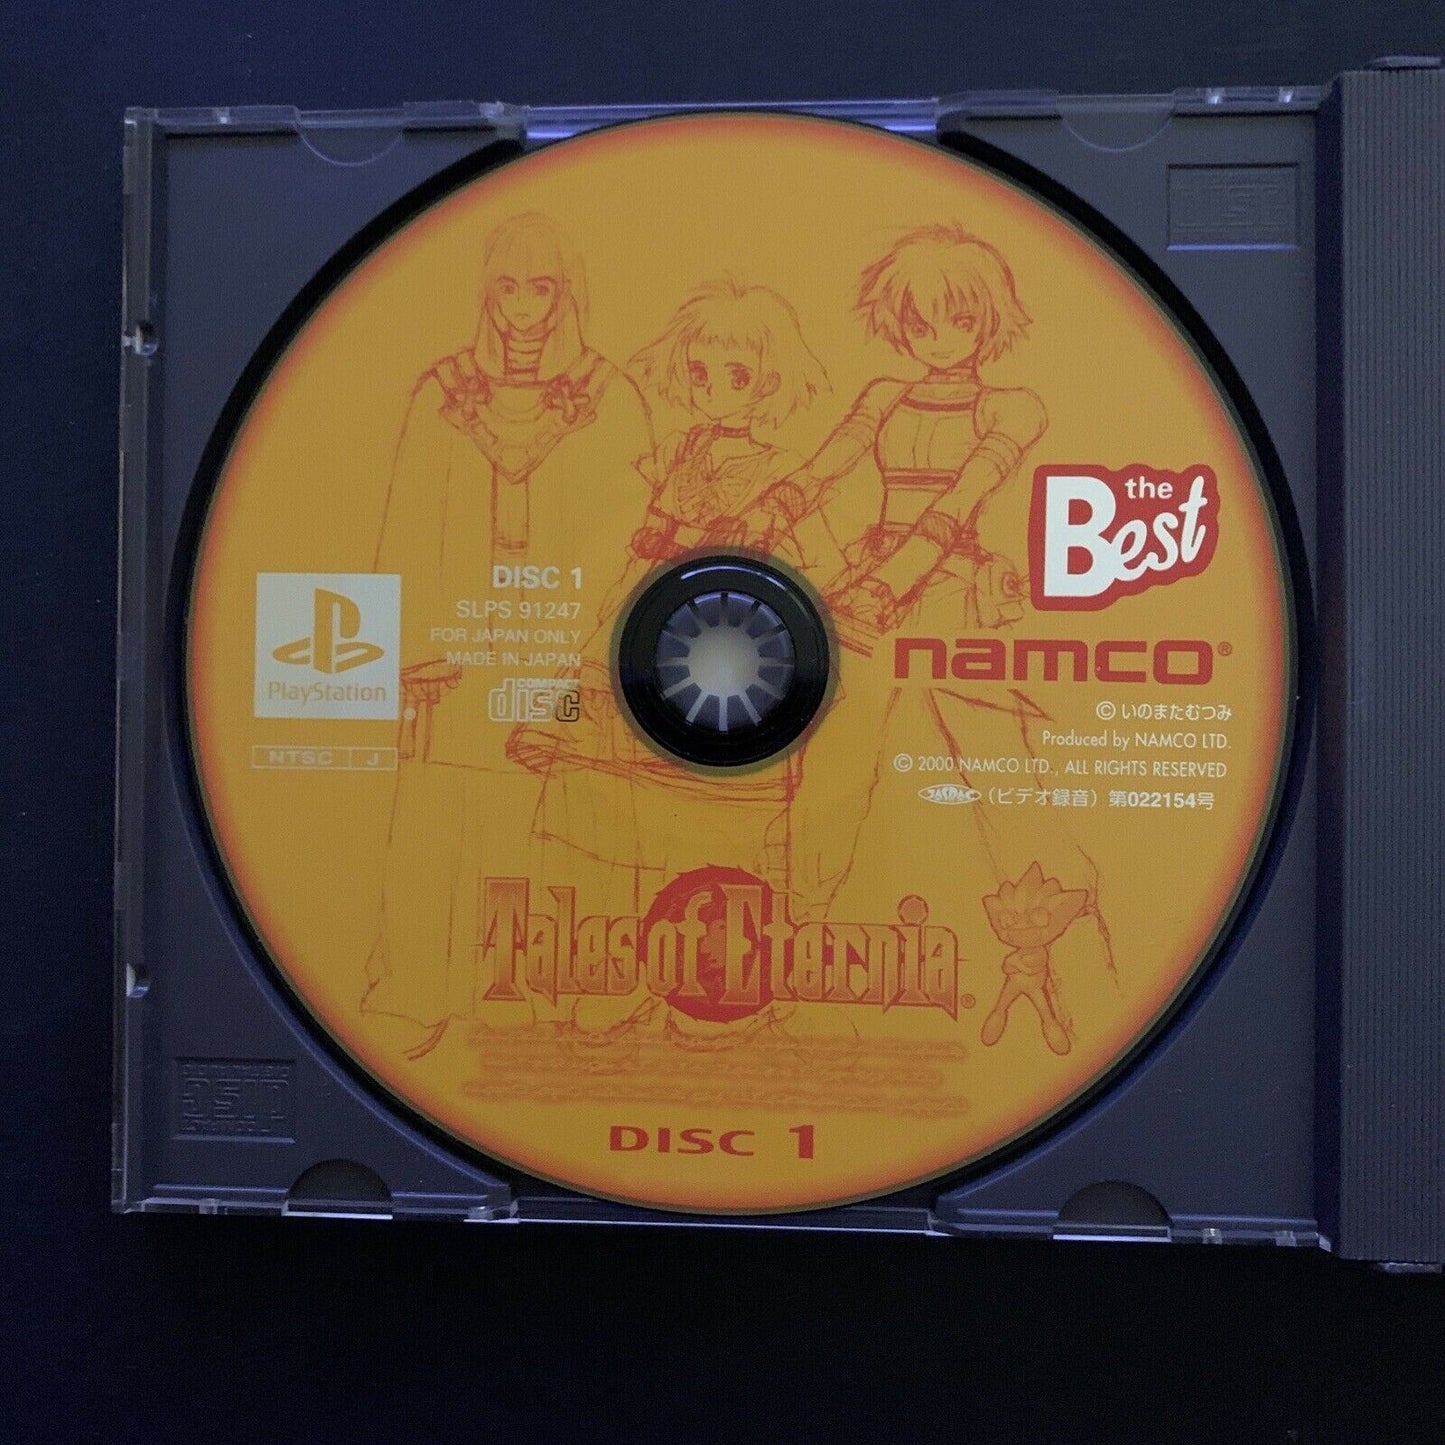 the
Best
namco®
DISC 1
SLPS 91247
FOR JAPAN ONLY
MADE IN JAPAN
COMPACT
disc
PlayStation
NTSC J
© いのまたむつみ
Produced by NAMCO LTD.
© 2000 NAMCO LTD., ALL RIGHTS RESERVED
(ビデオ録音) 第022154号
Tales of Eternia®
DISC 1